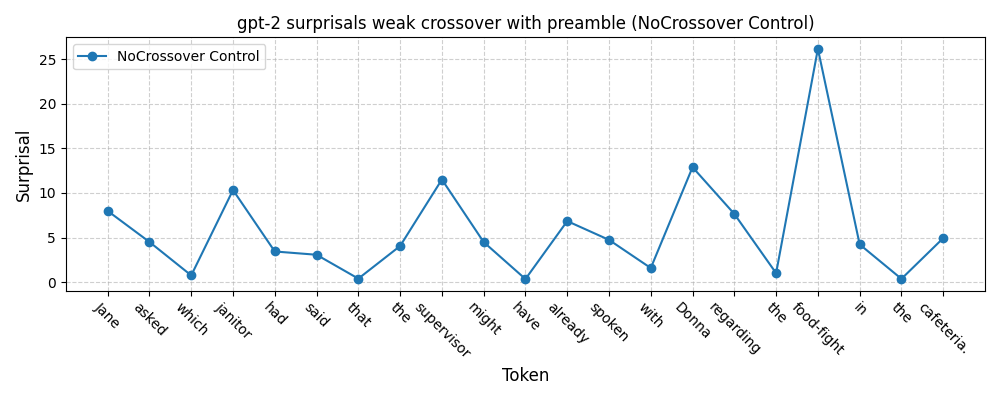 gpt-2 surprisals weak crossover with preamble (NoCrossover Control)
NoCrossover Control
Surprisal
25
20
15
10
5
0
Jane
asked
which
janitor
had
said
that
the
supervisor
might
have
already
spoken
with
Donna
regarding
the
food-fight
in
the
cafeteria.
Token